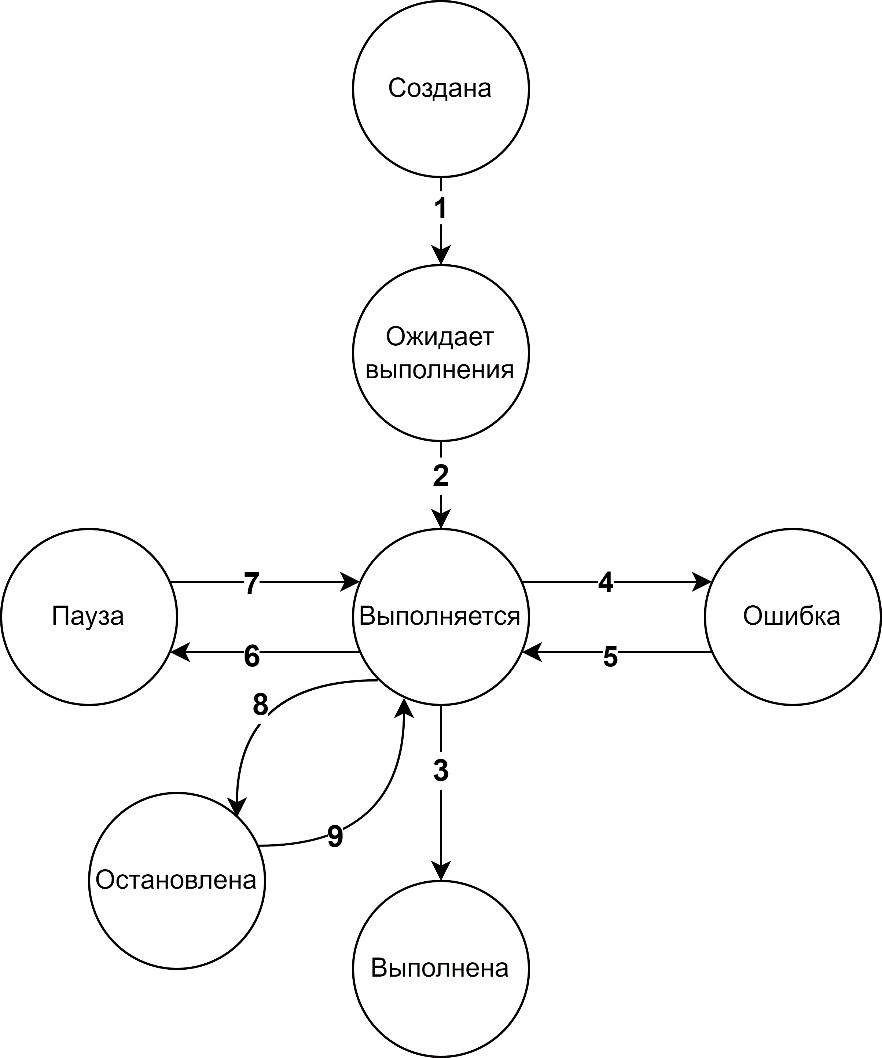 Создана
1
Ожидает
выполнения
2
7
4
Пауза
Выполняется
Ошибка
6
5
8
3
9
Остановлена
Выполнена